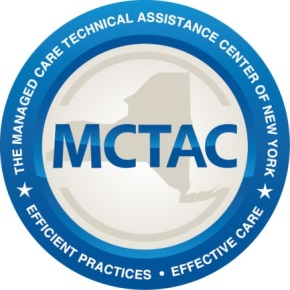 THE MANAGED CARE TECHNICAL ASSISTANCE CENTER OF NEW YORK
MCTAC
★ EFFICIENT PRACTICES • EFFECTIVE CARE ★